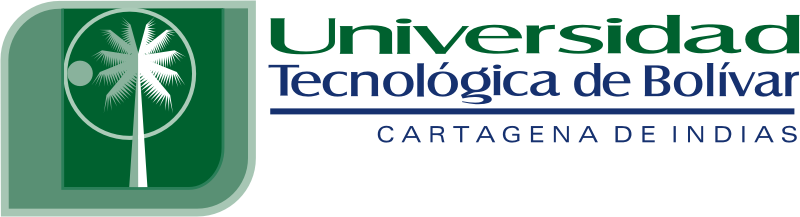 Universidad
Tecnológica de Bolívar
CARTAGENA DE INDIAS